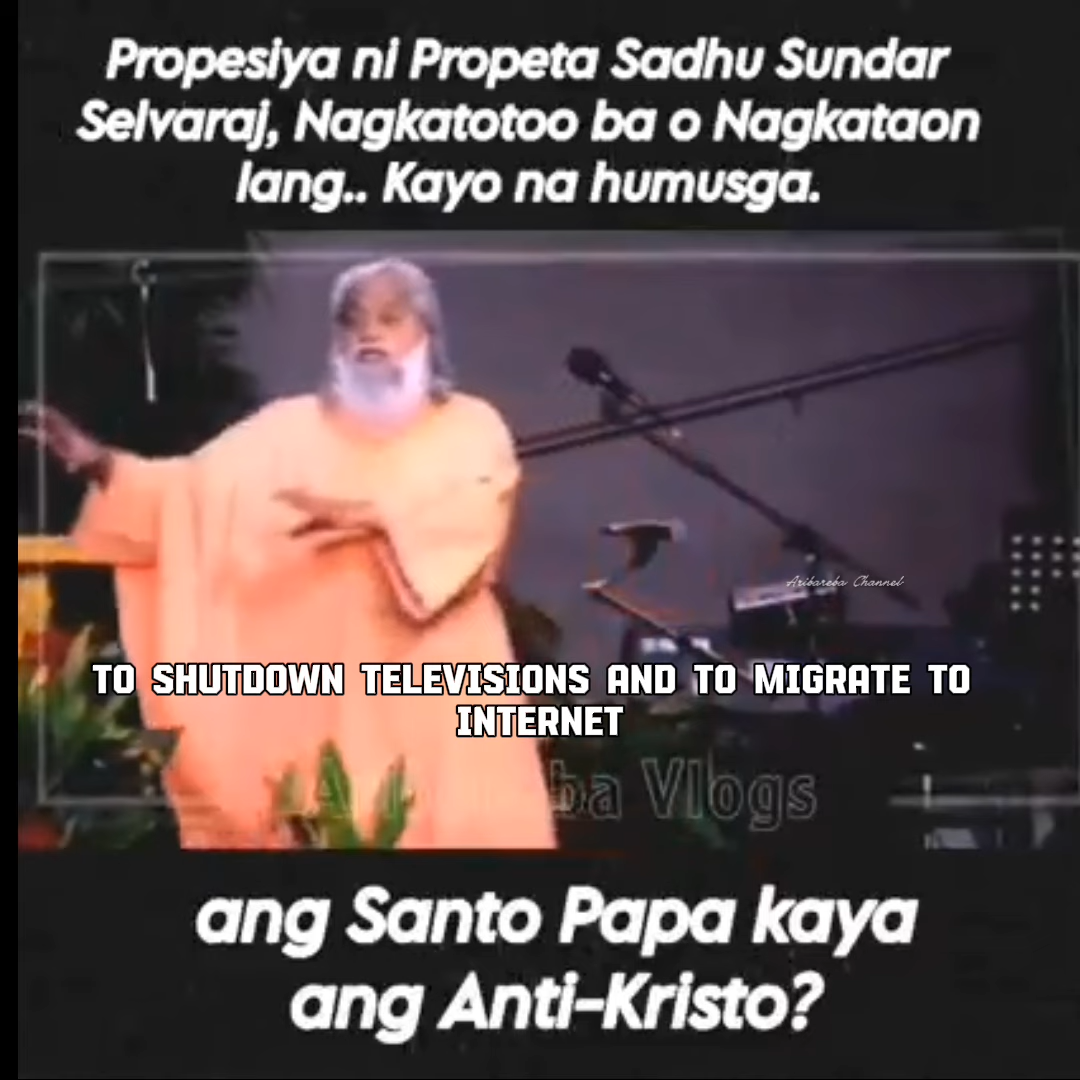 Propesiya ni Propeta Sadhu Sundar
Selvaraj, Nagkatotoo ba o Nagkataon
lang.. Kayo na humusga.
Aribareba Channel
TO SHUTDOWN TELEVISIONS AND TO MIGRATE TO
INTERNET
Vlogs
ang Santo Papa kaya
ang Anti-Kristo?